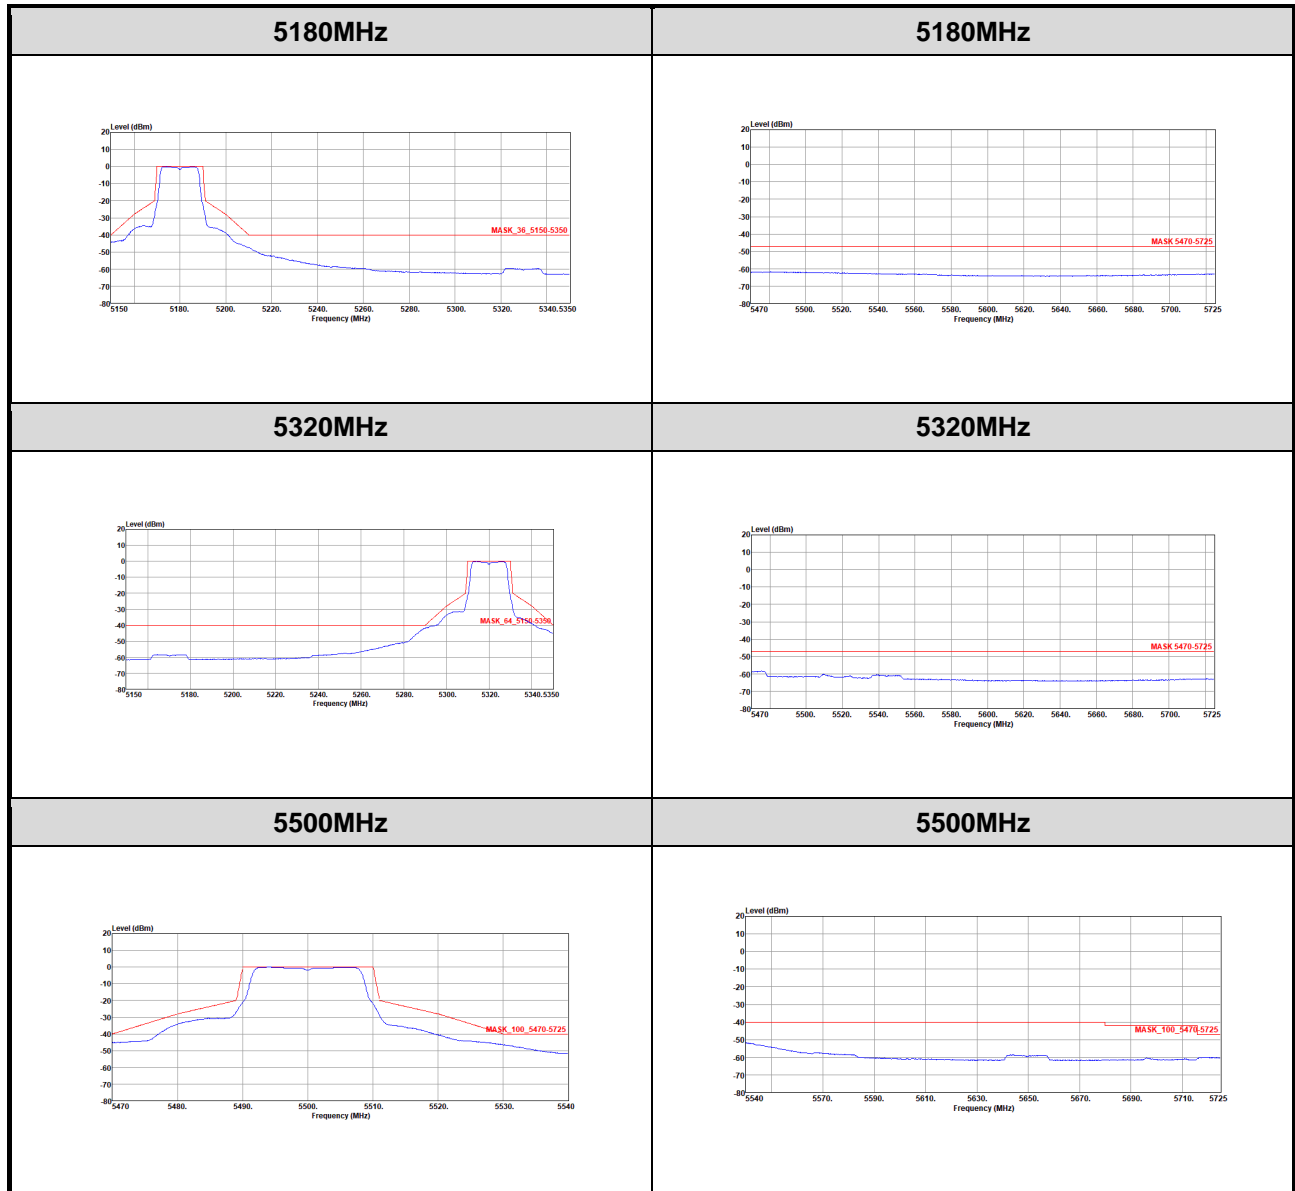 5180MHz
5180MHz
Level (dBm)
20
10
0
-10
-20
-30
-40
-50
-60
-70
-80
MASK_36_5150-5350
5150 5180. 5200. 5220. 5240. 5260. 5280. 5300. 5320. 5340.5350
Frequency (MHz)
Level (dBm)
20
10
0
-10
-20
-30
-40
-50
-60
-70
-80
MASK 5470-5725
5470 5500. 5520. 5540. 5560. 5580. 5600. 5620. 5640. 5660. 5680. 5700. 5725
Frequency (MHz)
5320MHz
5320MHz
Level (dBm)
20
10
0
-10
-20
-30
-40
-50
-60
-70
-80
MASK_64_5150-5350
5150 5180. 5200. 5220. 5240. 5260. 5280. 5300. 5320. 5340.5350
Frequency (MHz)
Level (dBm)
20
10
0
-10
-20
-30
-40
-50
-60
-70
-80
MASK 5470-5725
5470 5500. 5520. 5540. 5560. 5580. 5600. 5620. 5640. 5660. 5680. 5700. 5725
Frequency (MHz)
5500MHz
5500MHz
Level (dBm)
20
10
0
-10
-20
-30
-40
-50
-60
-70
-80
MASK_100_5470-5725
5470 5480. 5490. 5500. 5510. 5520. 5530. 5540
Frequency (MHz)
Level (dBm)
20
10
0
-10
-20
-30
-40
-50
-60
-70
-80
MASK_100_5470-5725
5540 5570. 5590. 5610. 5630. 5650. 5670. 5690. 5710. 5725
Frequency (MHz)